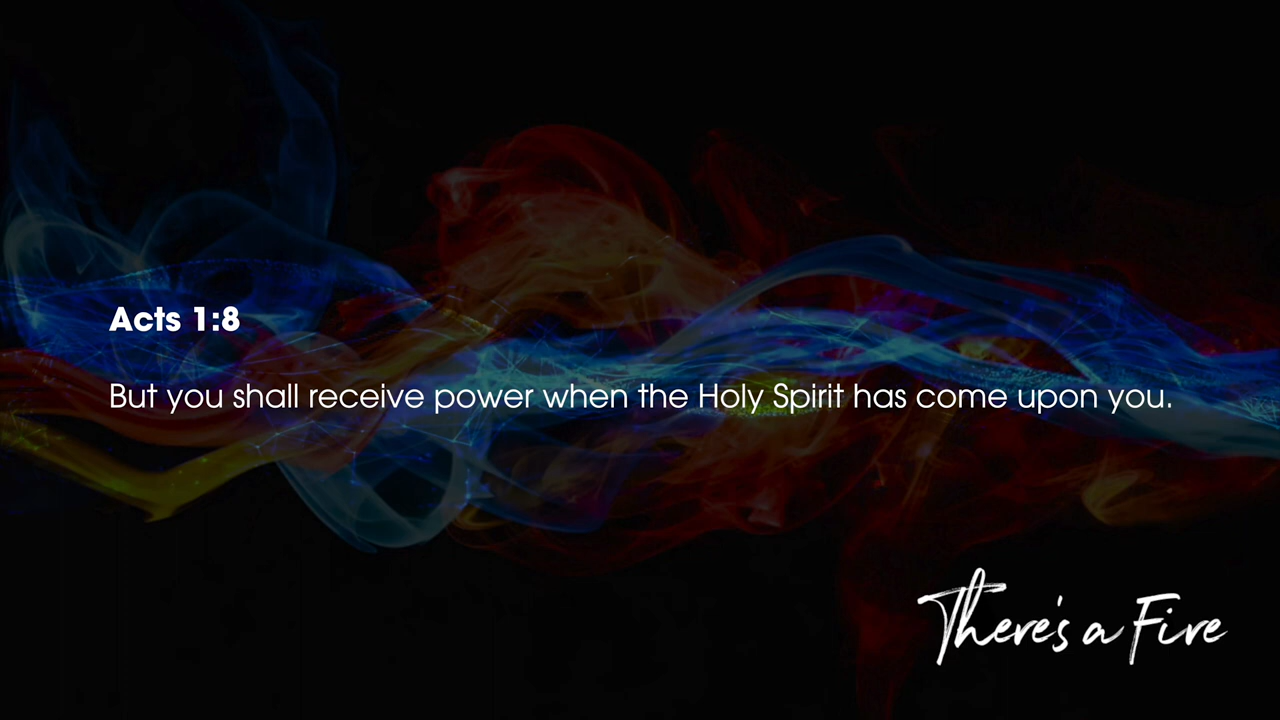 Acts 1:8
But you shall receive power when the Holy Spirit has come upon you.
There's a Fire